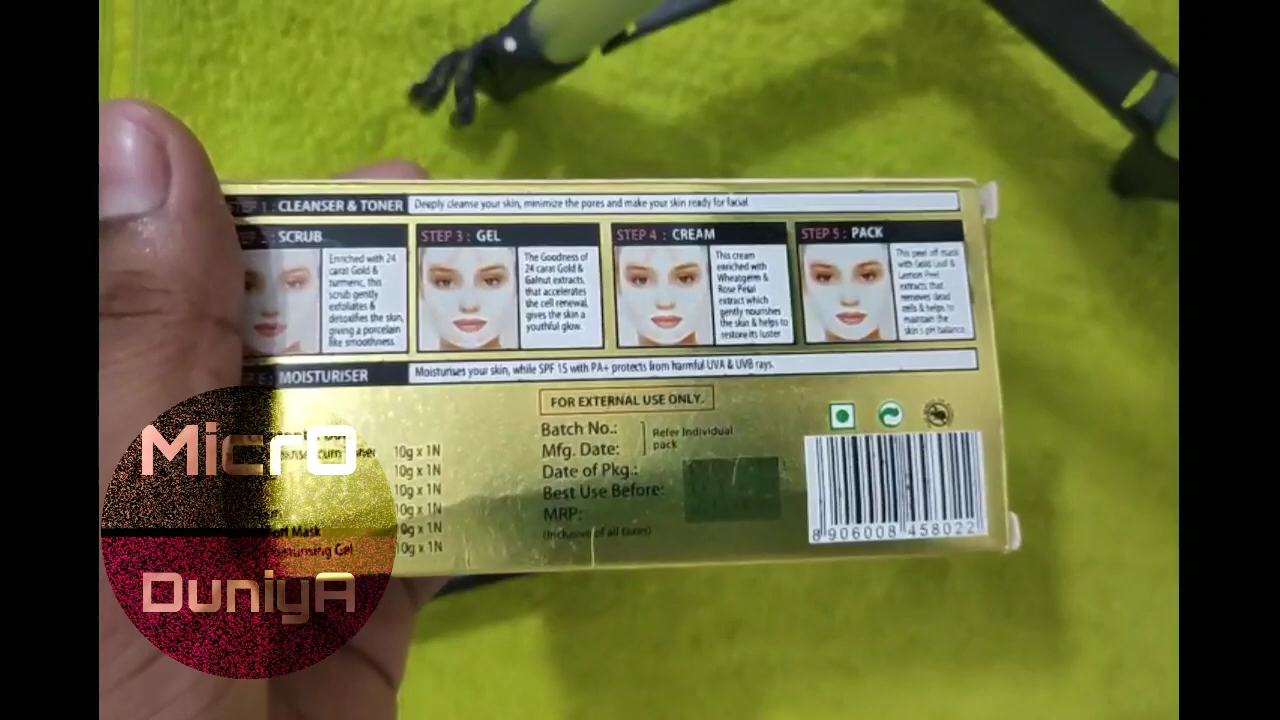 STEP 1 : CLEANSER & TONER
Deeply cleanse your skin, minimize the pores and make your skin ready for facial
2 : SCRUB
Enriched with 24
carat Gold &
turmeric, this
scrub gently
exfoliates &
detoxifies the skin,
giving a porcelain
like smoothness
STEP 3 : GEL
The Goodness of
24 carat Gold &
Galnut extracts,
that accelerates
the cell renewal,
gives the skin a
youthful glow.
STEP 4 : CREAM
This cream
enriched with
Wheatgerm &
Rose Petal
extract which
gently nourishes
the skin & helps to
restore its luster
STEP 5 : PACK
This peel off mask
with Gold Leaf &
Lemon Peel
extracts that
removes dead
cells & helps to
maintain the
skin's pH balance
MOISTURISER
Moisturises your skin, while SPF 15 with PA+ protects from harmful UVA & UVB rays.
FOR EXTERNAL USE ONLY.
Batch No.:
Mfg. Date:
Refer Individual
pack
Date of Pkg.:
Best Use Before:
MRP:
(Inclusive of all taxes)
10g x 1N
10g x 1N
10g x 1N
10g x 1N
10g x 1N
10g x 1N
Mask
Gel
8 906008 458022
MicrO
DuniyA